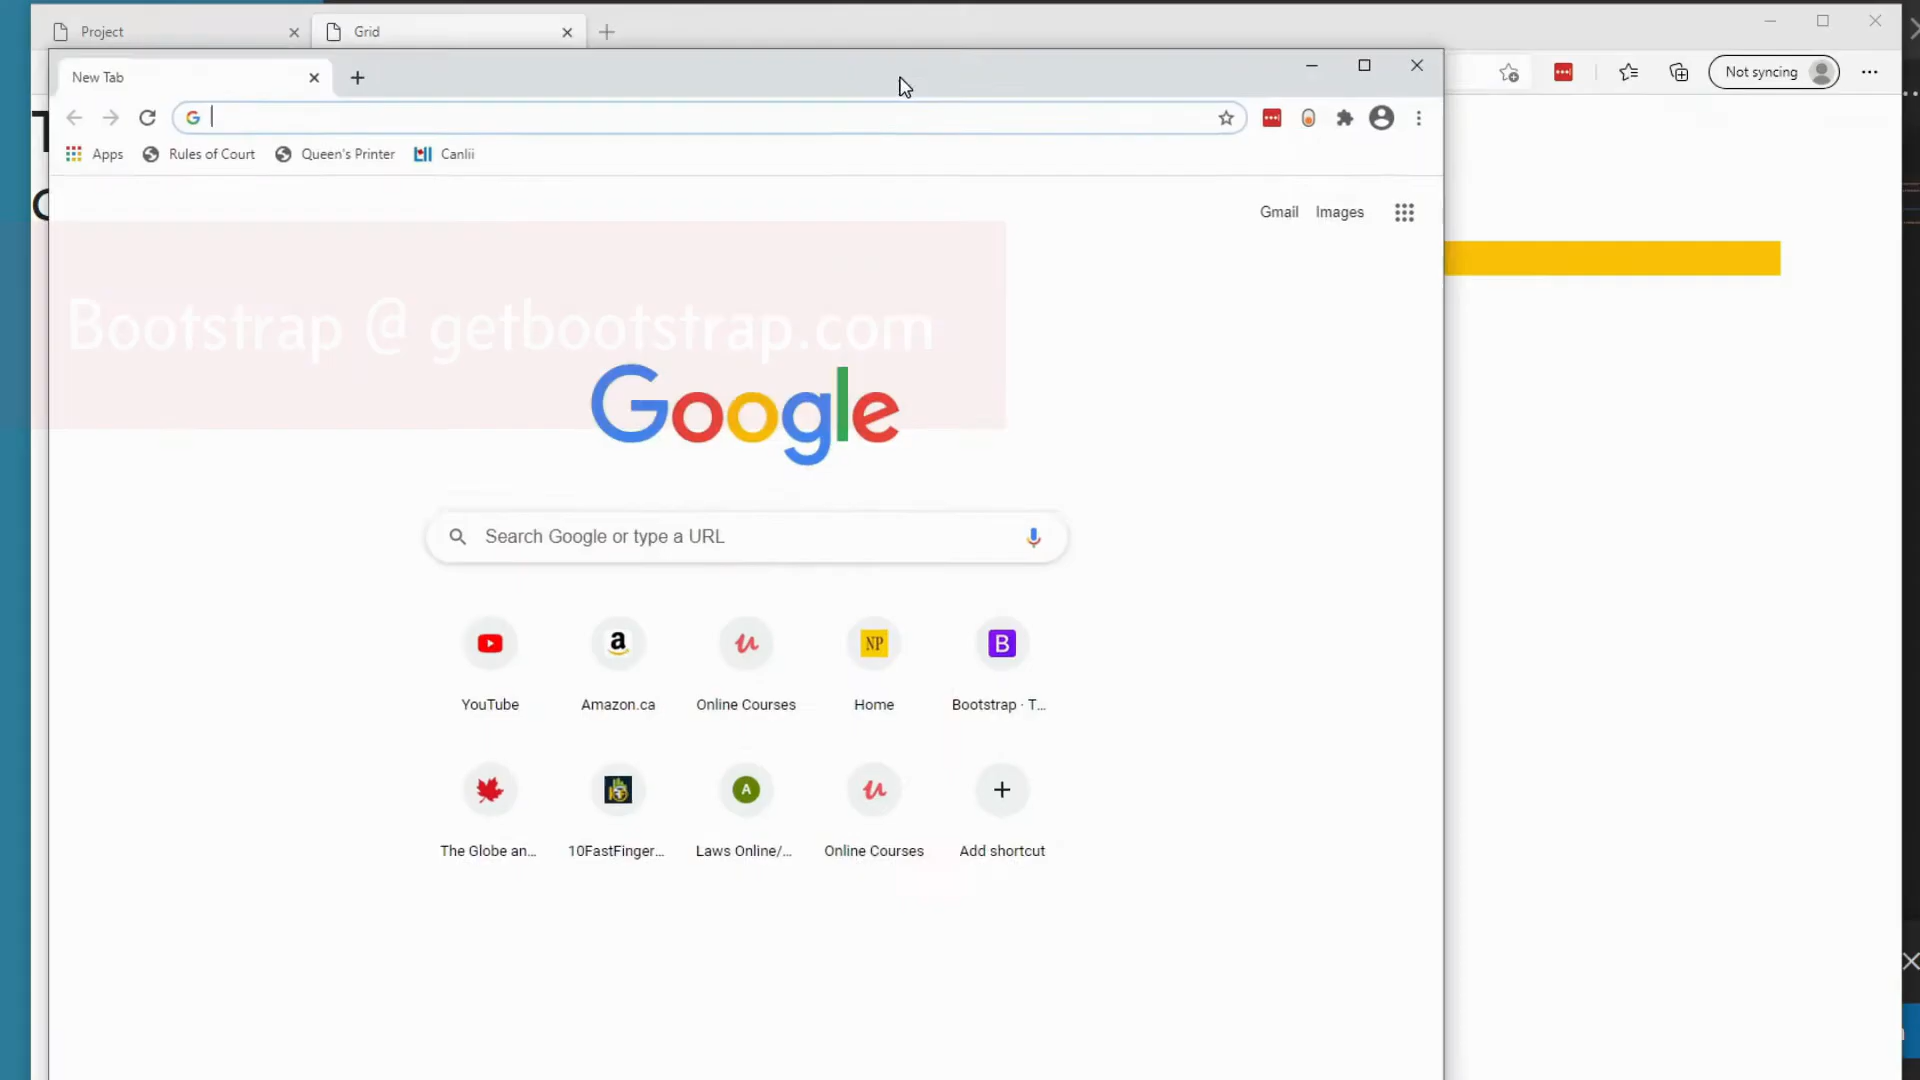 Project
Grid
Not syncing
New Tab
Apps
Rules of Court
Queen's Printer
Canlii
Gmail
Images
Bootstrap @ getbootstrap.com
Google
Search Google or type a URL
YouTube
Amazon.ca
Online Courses
Home
Bootstrap · T...
The Globe an...
10FastFinger...
Laws Online/...
Online Courses
Add shortcut
NP
B
A